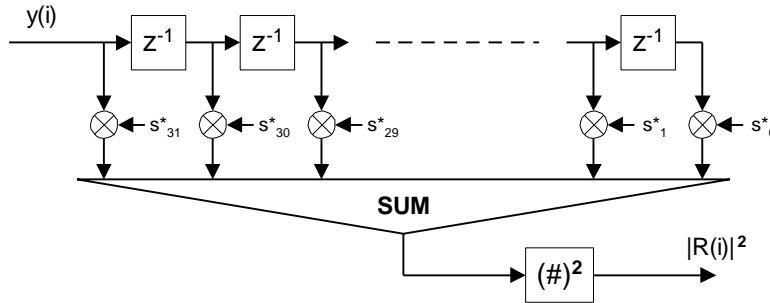 y(i)
z-1 z-1 z-1
s*31 s*30 s*29 s*1
SUM
|R(i)|2
(#)2